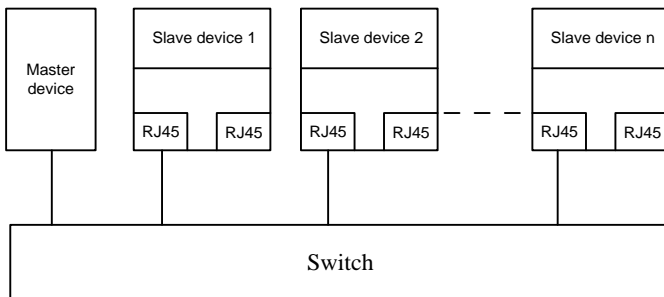 Master
device
Slave device 1
Slave device 2
Slave device n
RJ45
RJ45
RJ45
RJ45
RJ45
RJ45
Switch